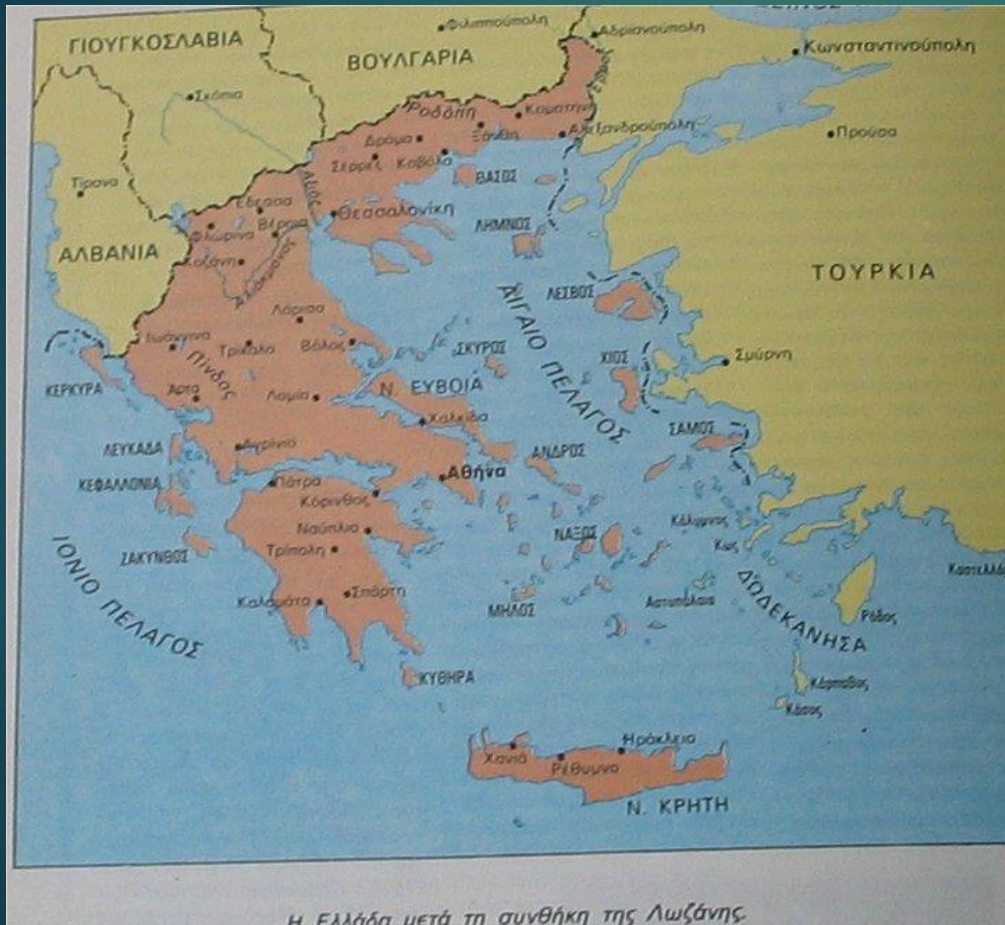 ΓΙΟΥΓΚΟΣΛΑΒΙΑ
ΒΟΥΛΓΑΡΙΑ
Φιλιππούπολη
Αδριανούπολη
Κωνσταντινούπολη
Σκόπια
Έβρος
Ροδόπη
Κομοτηνή
Προύσα
Δράμα
Ξάνθη
Αλεξανδρούπολη
Σέρρες
Καβάλα
Τίρανα
Αξιός
ΘΑΣΟΣ
Έδεσσα
Θεσσαλονίκη
Βέροια
Φλώρινα
ΛΗΜΝΟΣ
ΑΛΒΑΝΙΑ
Κοζάνη
Αλιάκμονας
ΤΟΥΡΚΙΑ
ΛΕΣΒΟΣ
ΑΙΓΑΙΟ ΠΕΛΑΓΟΣ
Λάρισα
Ιωάννινα
Τρίκαλα
Βόλος
ΣΚΥΡΟΣ
Πίνδος
ΧΙΟΣ
Σμύρνη
ΚΕΡΚΥΡΑ
Άρτα
Λαμία
Ν. ΕΥΒΟΙΑ
Χαλκίδα
ΣΑΜΟΣ
ΛΕΥΚΑΔΑ
Αγρίνιο
ΑΝΔΡΟΣ
ΚΕΦΑΛΛΟΝΙΑ
Πάτρα
Αθήνα
Κόρινθος
Ναύπλιο
ΝΑΞΟΣ
Κάλυμνος
Κως
ΖΑΚΥΝΘΟΣ
Τρίπολη
ΙΟΝΙΟ ΠΕΛΑΓΟΣ
Καλαμάτα
Σπάρτη
ΜΗΛΟΣ
Αστυπάλαια
ΔΩΔΕΚΑΝΗΣΑ
Ρόδος
ΚΥΘΗΡΑ
Κάρπαθος
Κάσος
Χανιά
Ρέθυμνο
Ηράκλειο
Ν. ΚΡΗΤΗ
Η Ελλάδα μετά τη συνθήκη της Λωζάνης.